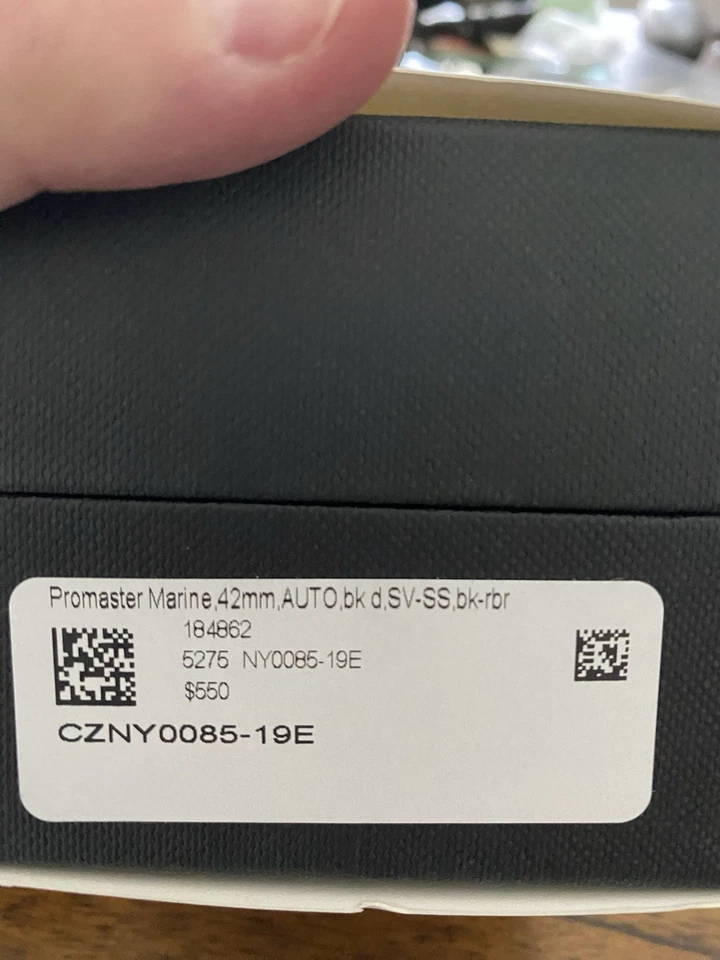 Promaster Marine,42mm,AUTO,bk d,SV-SS,bk-rbr
184862
5275 NY0085-19E
$550
CZNY0085-19E